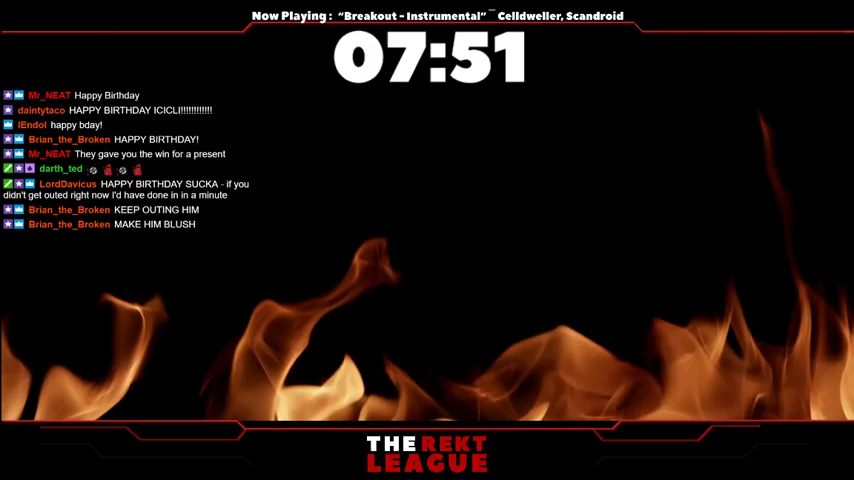 Now Playing : “Breakout - Instrumental” ¯ Celldweller, Scandroid
07:51
Mr_NEAT Happy Birthday
daintytaco HAPPY BIRTHDAY ICICLI!!!!!!!!!!!!
lEndol happy bday!
Brian_the_Broken HAPPY BIRTHDAY!
Mr_NEAT They gave you the win for a present
darth_ted
LordDavicus HAPPY BIRTHDAY SUCKA - if you
didn't get outed right now I'd have done in in a minute
Brian_the_Broken KEEP OUTING HIM
Brian_the_Broken MAKE HIM BLUSH
THE REKT
LEAGUE